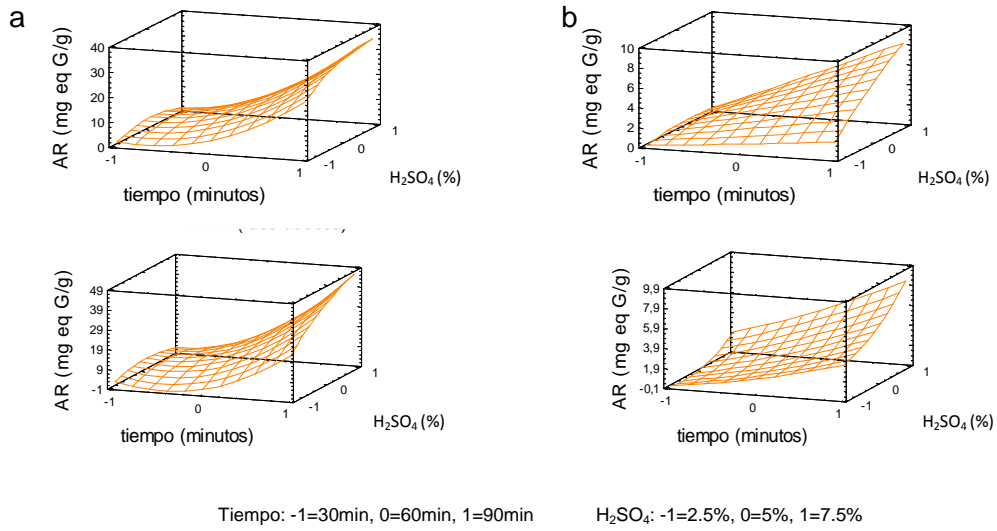 a
AR (mg eq G/g)
40
30
20
10
0
-1
0
1
tiempo (minutos)
-1
0
1
H₂SO₄ (%)
b
AR (mg eq G/g)
10
8
6
4
2
0
-1
0
1
tiempo (minutos)
-1
0
1
H₂SO₄ (%)
AR (mg eq G/g)
49
39
29
19
9
-1
-1
0
1
tiempo (minutos)
-1
0
1
H₂SO₄ (%)
AR (mg eq G/g)
9,9
7,9
5,9
3,9
1,9
-0,1
-1
0
1
tiempo (minutos)
-1
0
1
H₂SO₄ (%)
Tiempo: -1=30min, 0=60min, 1=90min
H₂SO₄: -1=2.5%, 0=5%, 1=7.5%